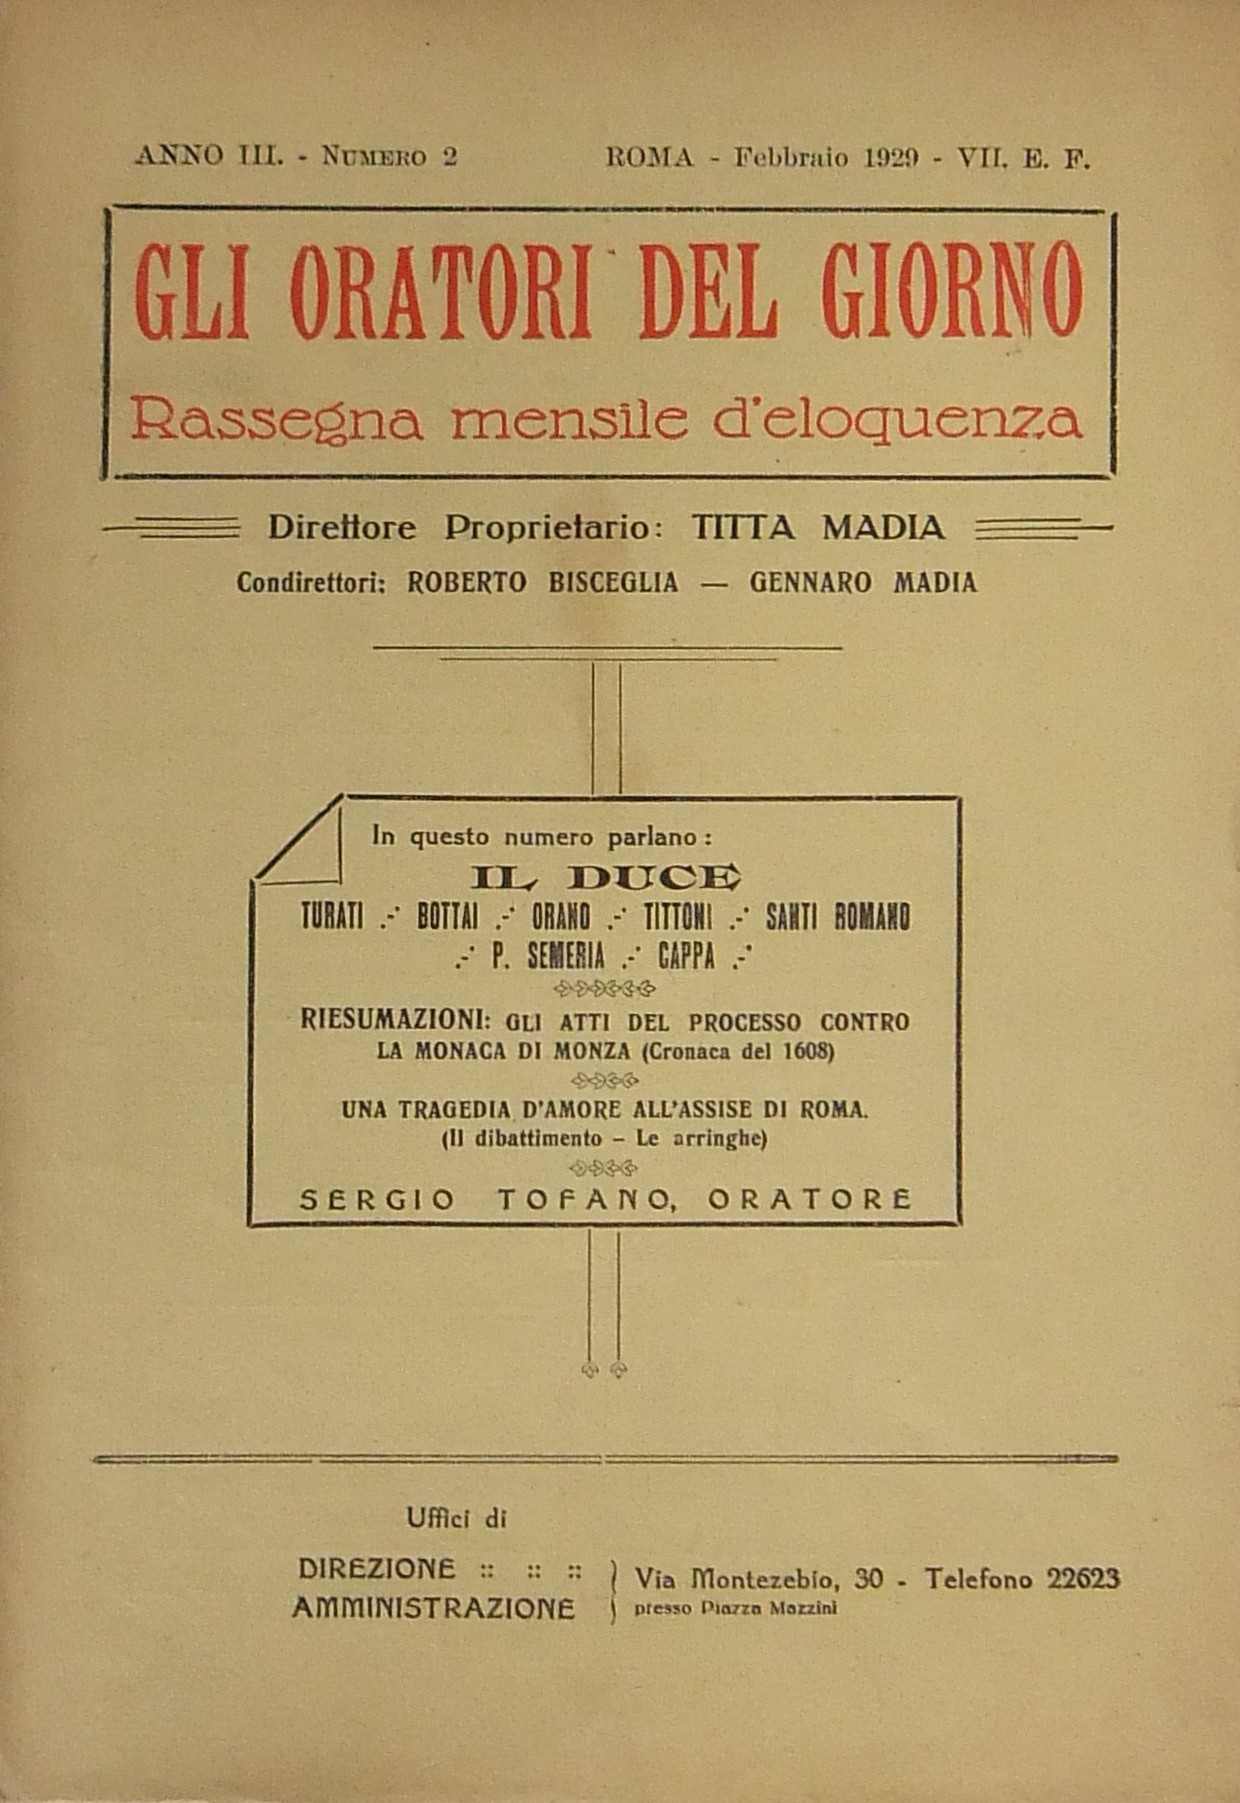 ANNO III. - NUMERO 2 ROMA - Febbraio 1929 - VII. E. F.
GLI ORATORI DEL GIORNO
Rassegna mensile d'eloquenza
Direttore Proprietario: TITTA MADIA
Condirettori: ROBERTO BISCEGLIA — GENNARO MADIA
In questo numero parlano:
IL DUCE
TURATI .-· BOTTAI .-· ORANO .-· TITTONI .-· SANTI ROMANO
.-· P. SEMERIA .-· CAPPA .-·
RIESUMAZIONI: GLI ATTI DEL PROCESSO CONTRO
LA MONACA DI MONZA (Cronaca del 1608)
UNA TRAGEDIA D'AMORE ALL'ASSISE DI ROMA.
(Il dibattimento - Le arringhe)
SERGIO TOFANO, ORATORE
Uffici di
DIREZIONE :: :: ::
AMMINISTRAZIONE
Via Montezebio, 30 - Telefono 22623
presso Piazza Mazzini